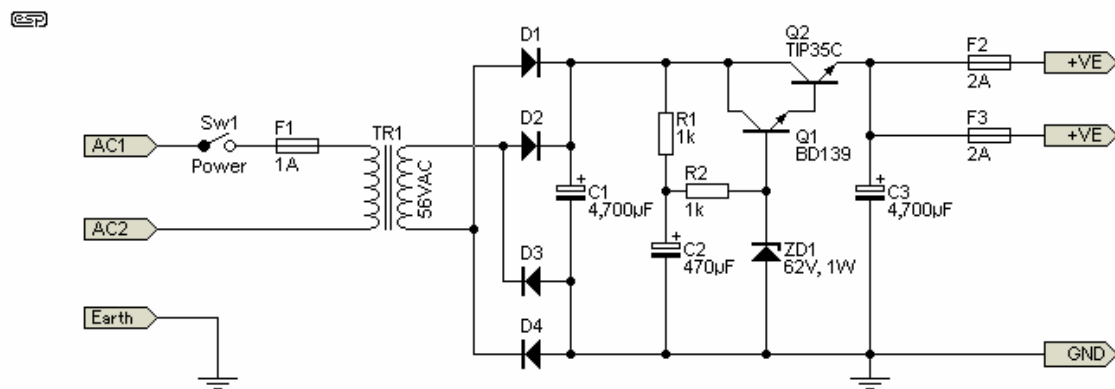 esp
D1
Q2
TIP35C
F2
+VE
2A
D2
Sw1
F1
TR1
AC1
Power
1A
56VAC
R1
1k
Q1
BD139
F3
+VE
2A
R2
1k
C1
4,700µF
C3
4,700µF
AC2
D3
C2
470µF
ZD1
62V, 1W
Earth
D4
GND
+
+
+